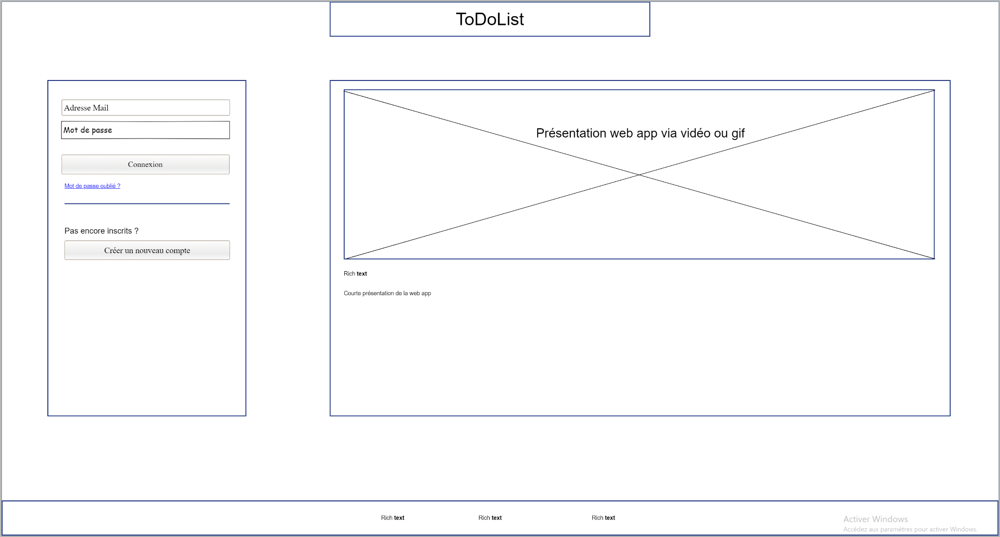 ToDoList
Adresse Mail
Mot de passe
Connexion
Mot de passe oublié ?
Pas encore inscrits ?
Créer un nouveau compte
Présentation web app via vidéo ou gif
Rich text
Courte présentation de la web app
Rich text
Rich text
Rich text
Activer Windows
Accédez aux paramètres pour activer Windows.